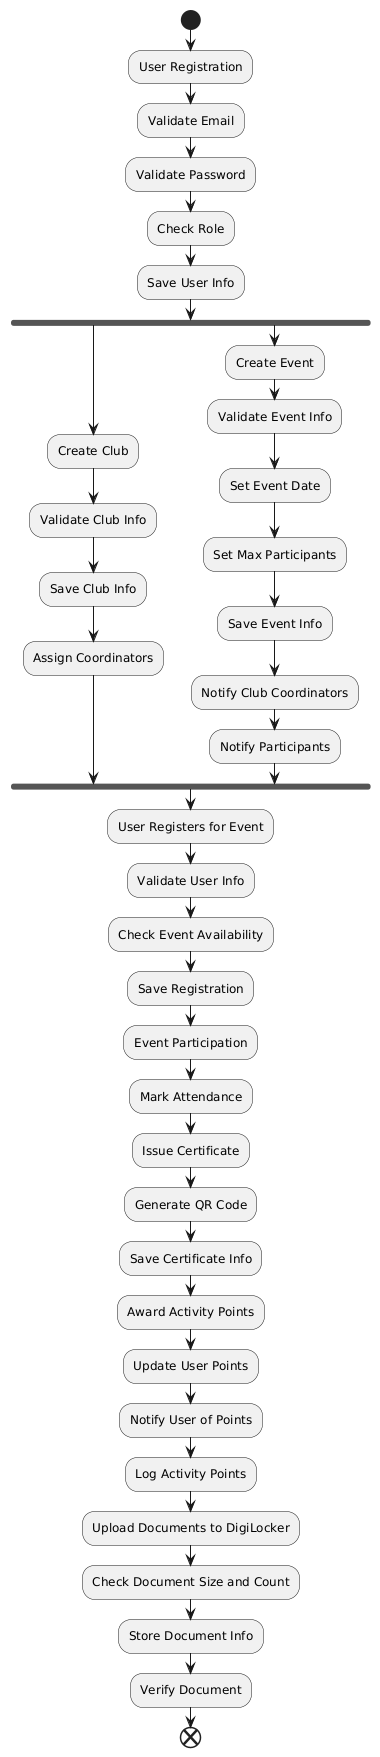 User Registration
Validate Email
Validate Password
Check Role
Save User Info
Create Club
Validate Club Info
Save Club Info
Assign Coordinators
Create Event
Validate Event Info
Set Event Date
Set Max Participants
Save Event Info
Notify Club Coordinators
Notify Participants
User Registers for Event
Validate User Info
Check Event Availability
Save Registration
Event Participation
Mark Attendance
Issue Certificate
Generate QR Code
Save Certificate Info
Award Activity Points
Update User Points
Notify User of Points
Log Activity Points
Upload Documents to DigiLocker
Check Document Size and Count
Store Document Info
Verify Document